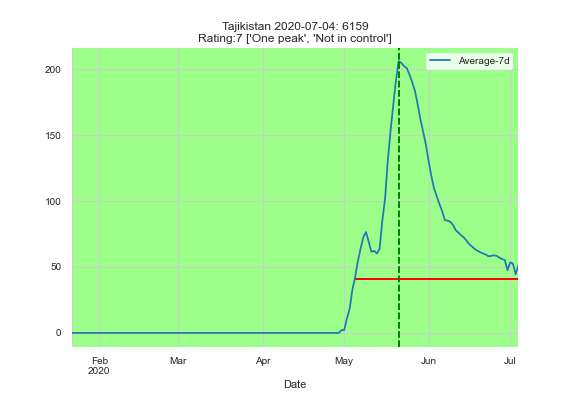 Tajikistan 2020-07-04: 6159
Rating:7 ['One peak', 'Not in control']
Average-7d
200
150
100
50
0
Feb
2020
Mar
Apr
May
Jun
Jul
Date